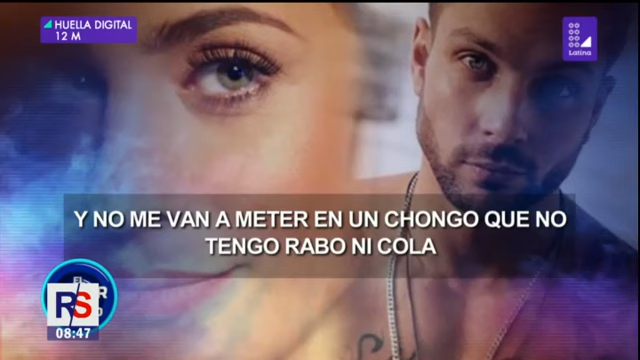 HUELLA DIGITAL
12 M
Latina
Y NO ME VAN A METER EN UN CHONGO QUE NO
TENGO RABO NI COLA
EL
RS
08:47